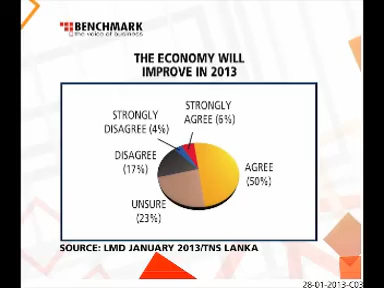 BENCHMARK
the voice of business
THE ECONOMY WILL
IMPROVE IN 2013
STRONGLY
DISAGREE (4%)
STRONGLY
AGREE (6%)
DISAGREE
(17%)
AGREE
(50%)
UNSURE
(23%)
SOURCE: LMD JANUARY 2013/TNS LANKA
28-01-2013-C03